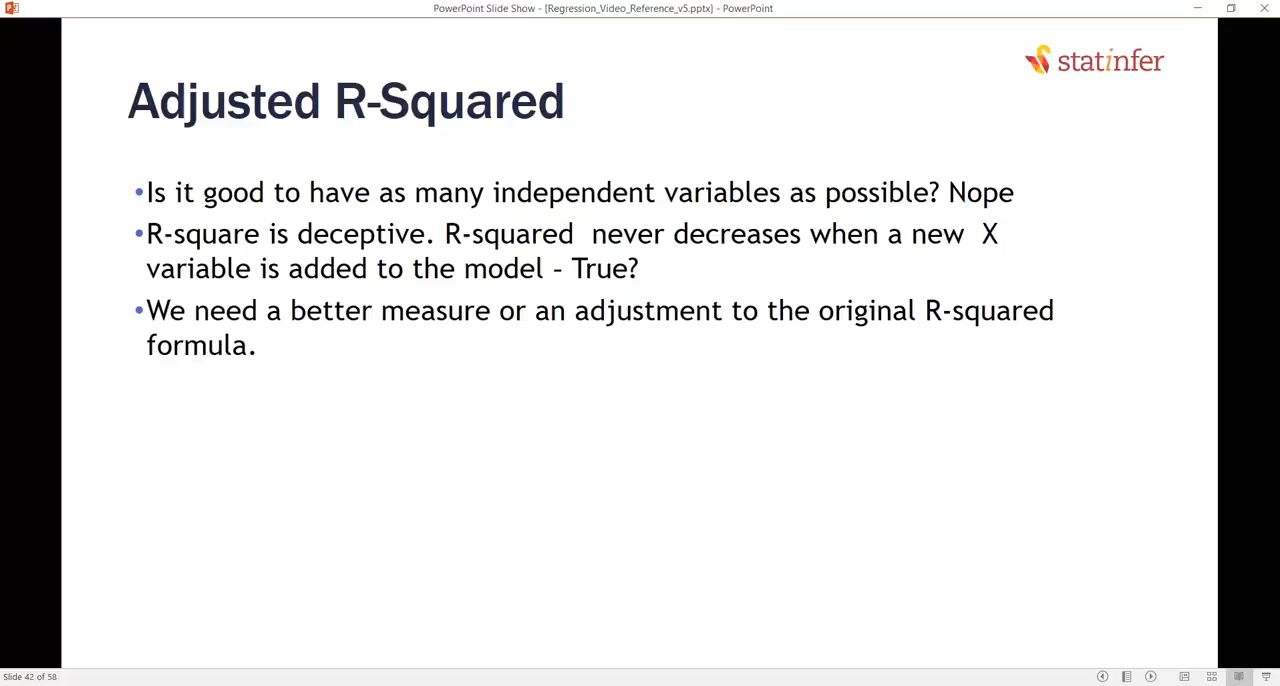 PowerPoint Slide Show - [Regression_Video_Reference_v5.pptx] - PowerPoint
statinfer
Adjusted R-Squared
•Is it good to have as many independent variables as possible? Nope
•R-square is deceptive. R-squared  never decreases when a new  X
variable is added to the model – True?
•We need a better measure or an adjustment to the original R-squared
formula.
Slide 42 of 58